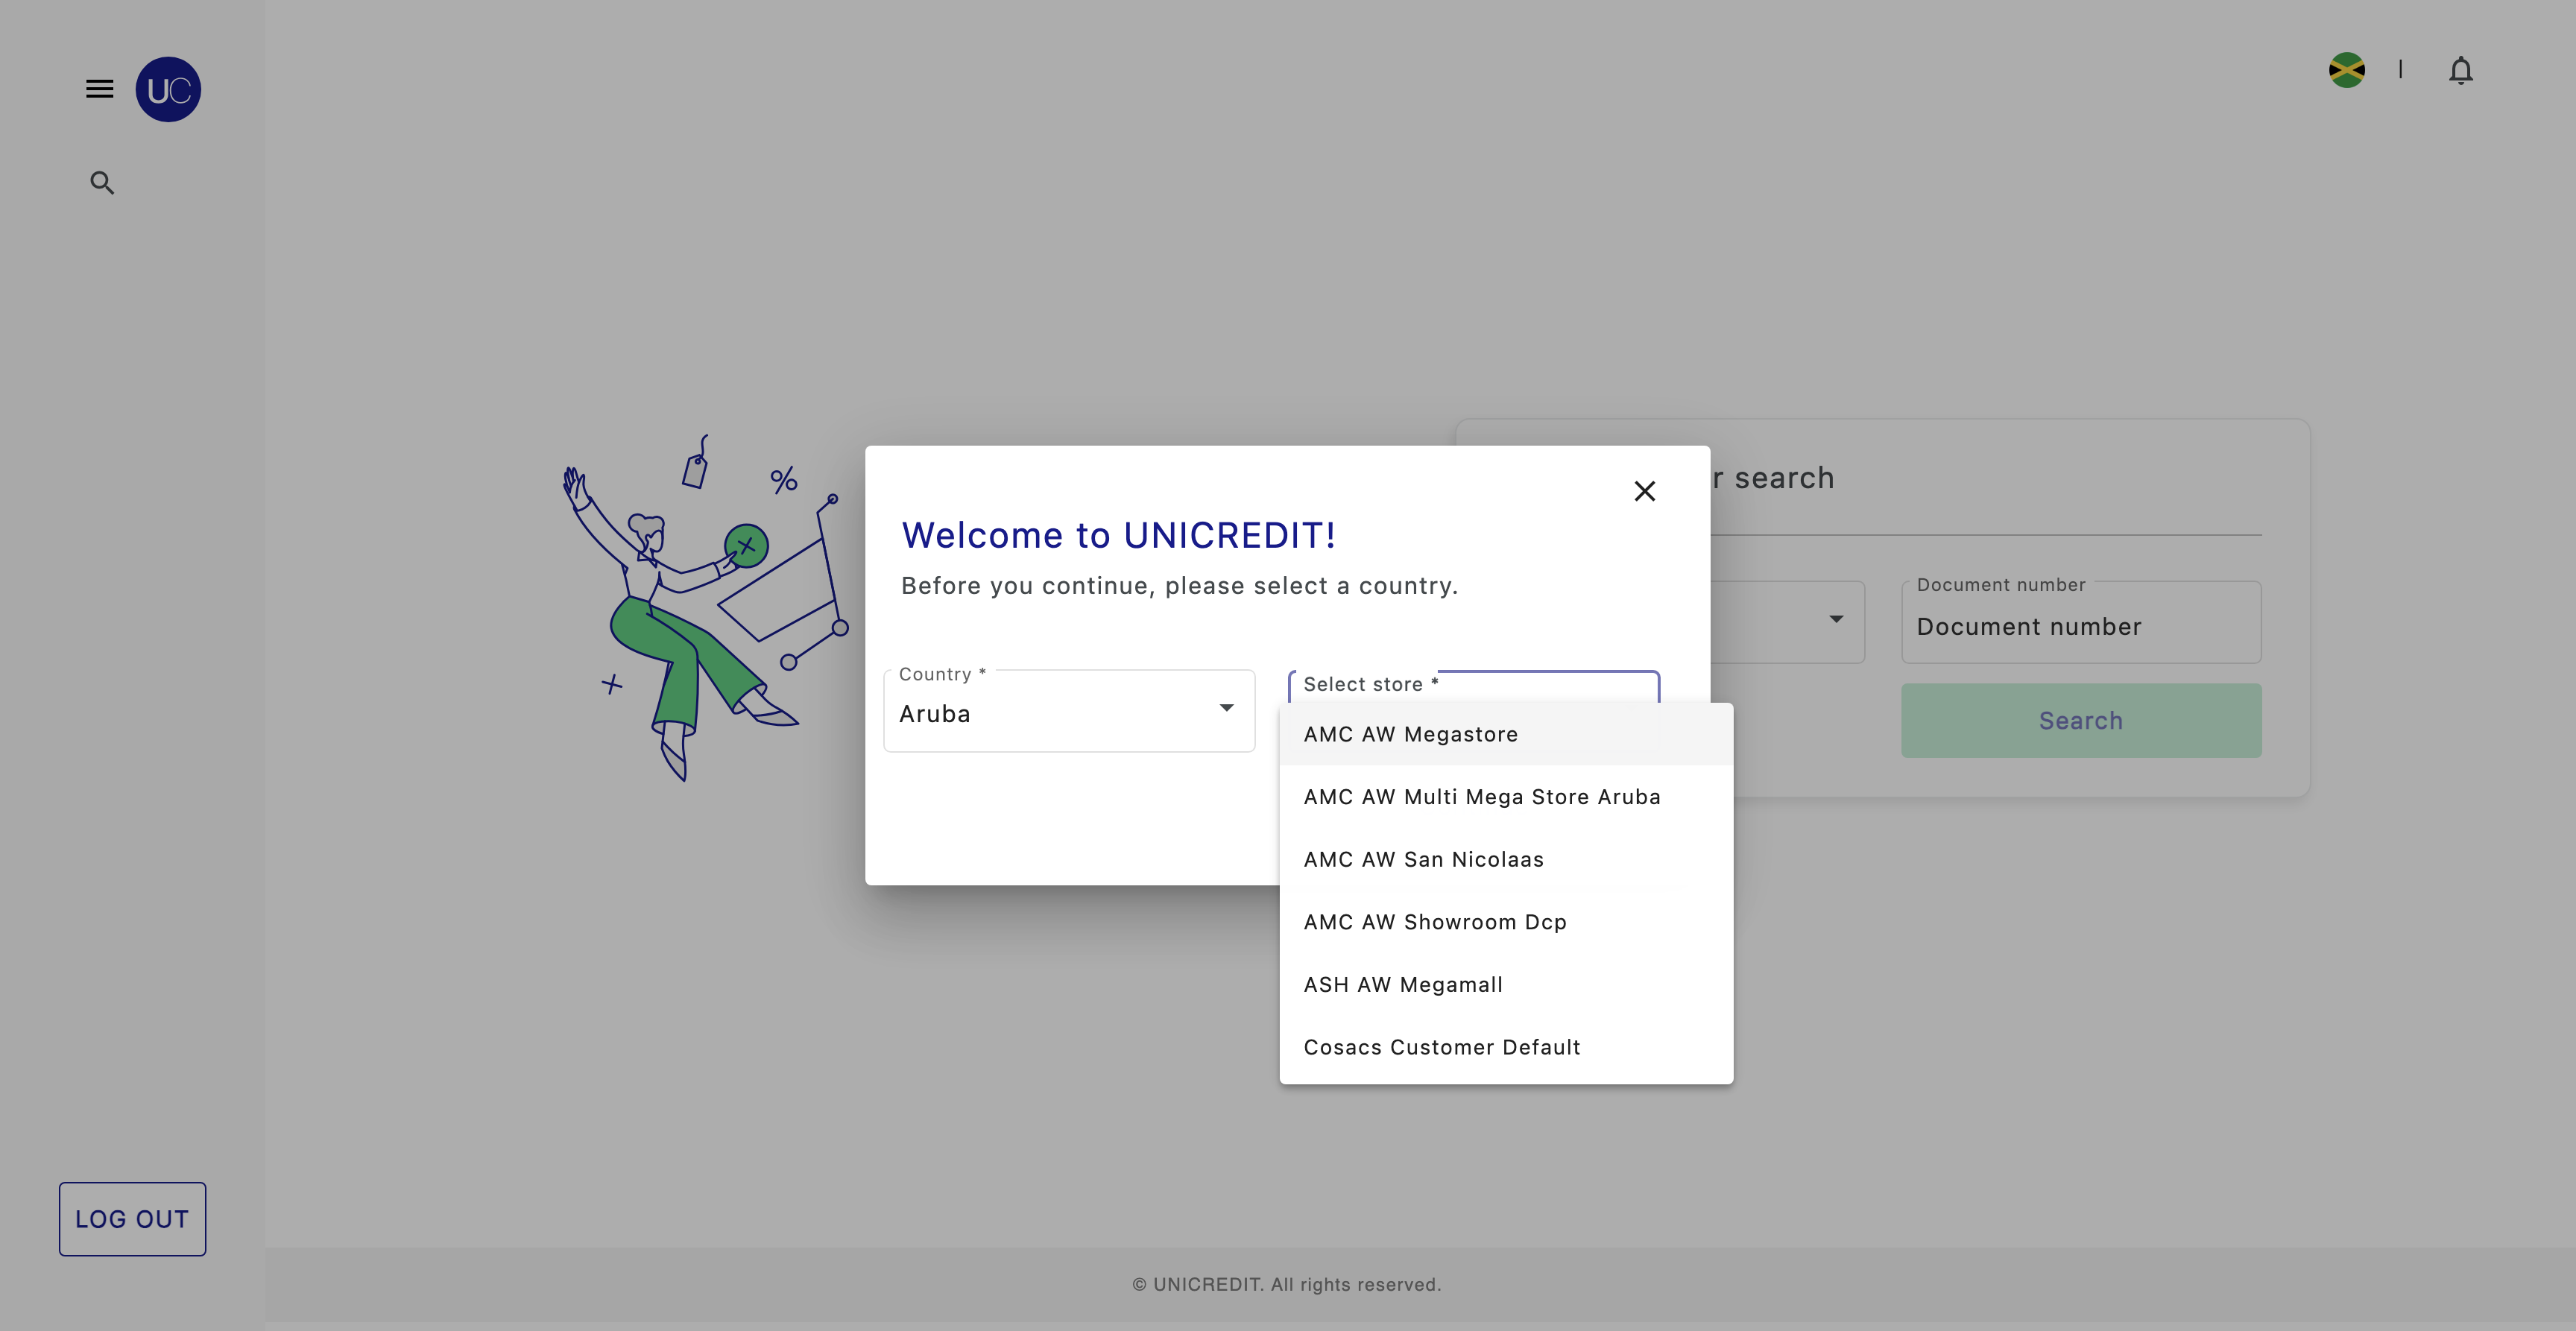 UC
Welcome to UNICREDIT!
Before you continue, please select a country.
Country *
Aruba
Select store *
AMC AW Megastore
AMC AW Multi Mega Store Aruba
AMC AW San Nicolaas
AMC AW Showroom Dcp
ASH AW Megamall
Cosacs Customer Default
r search
Document number
Document number
Search
LOG OUT
© UNICREDIT. All rights reserved.